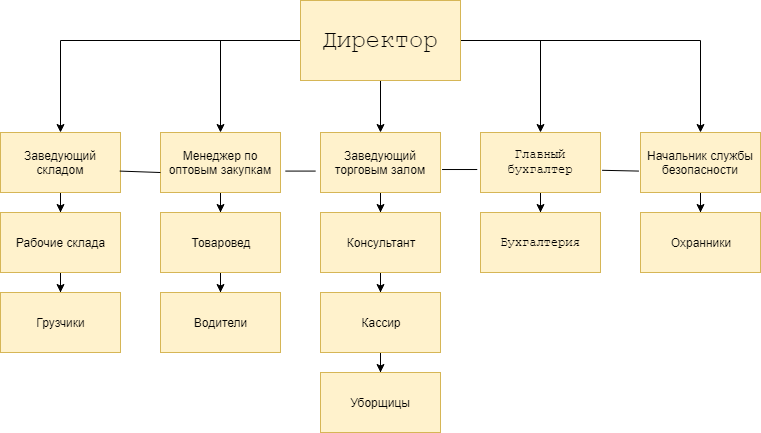 Директор
Заведующий
складом
Менеджер по
оптовым закупкам
Заведующий
торговым залом
Главный
бухгалтер
Начальник службы
безопасности
Рабочие склада
Товаровед
Консультант
Бухгалтерия
Охранники
Грузчики
Водители
Кассир
Уборщицы